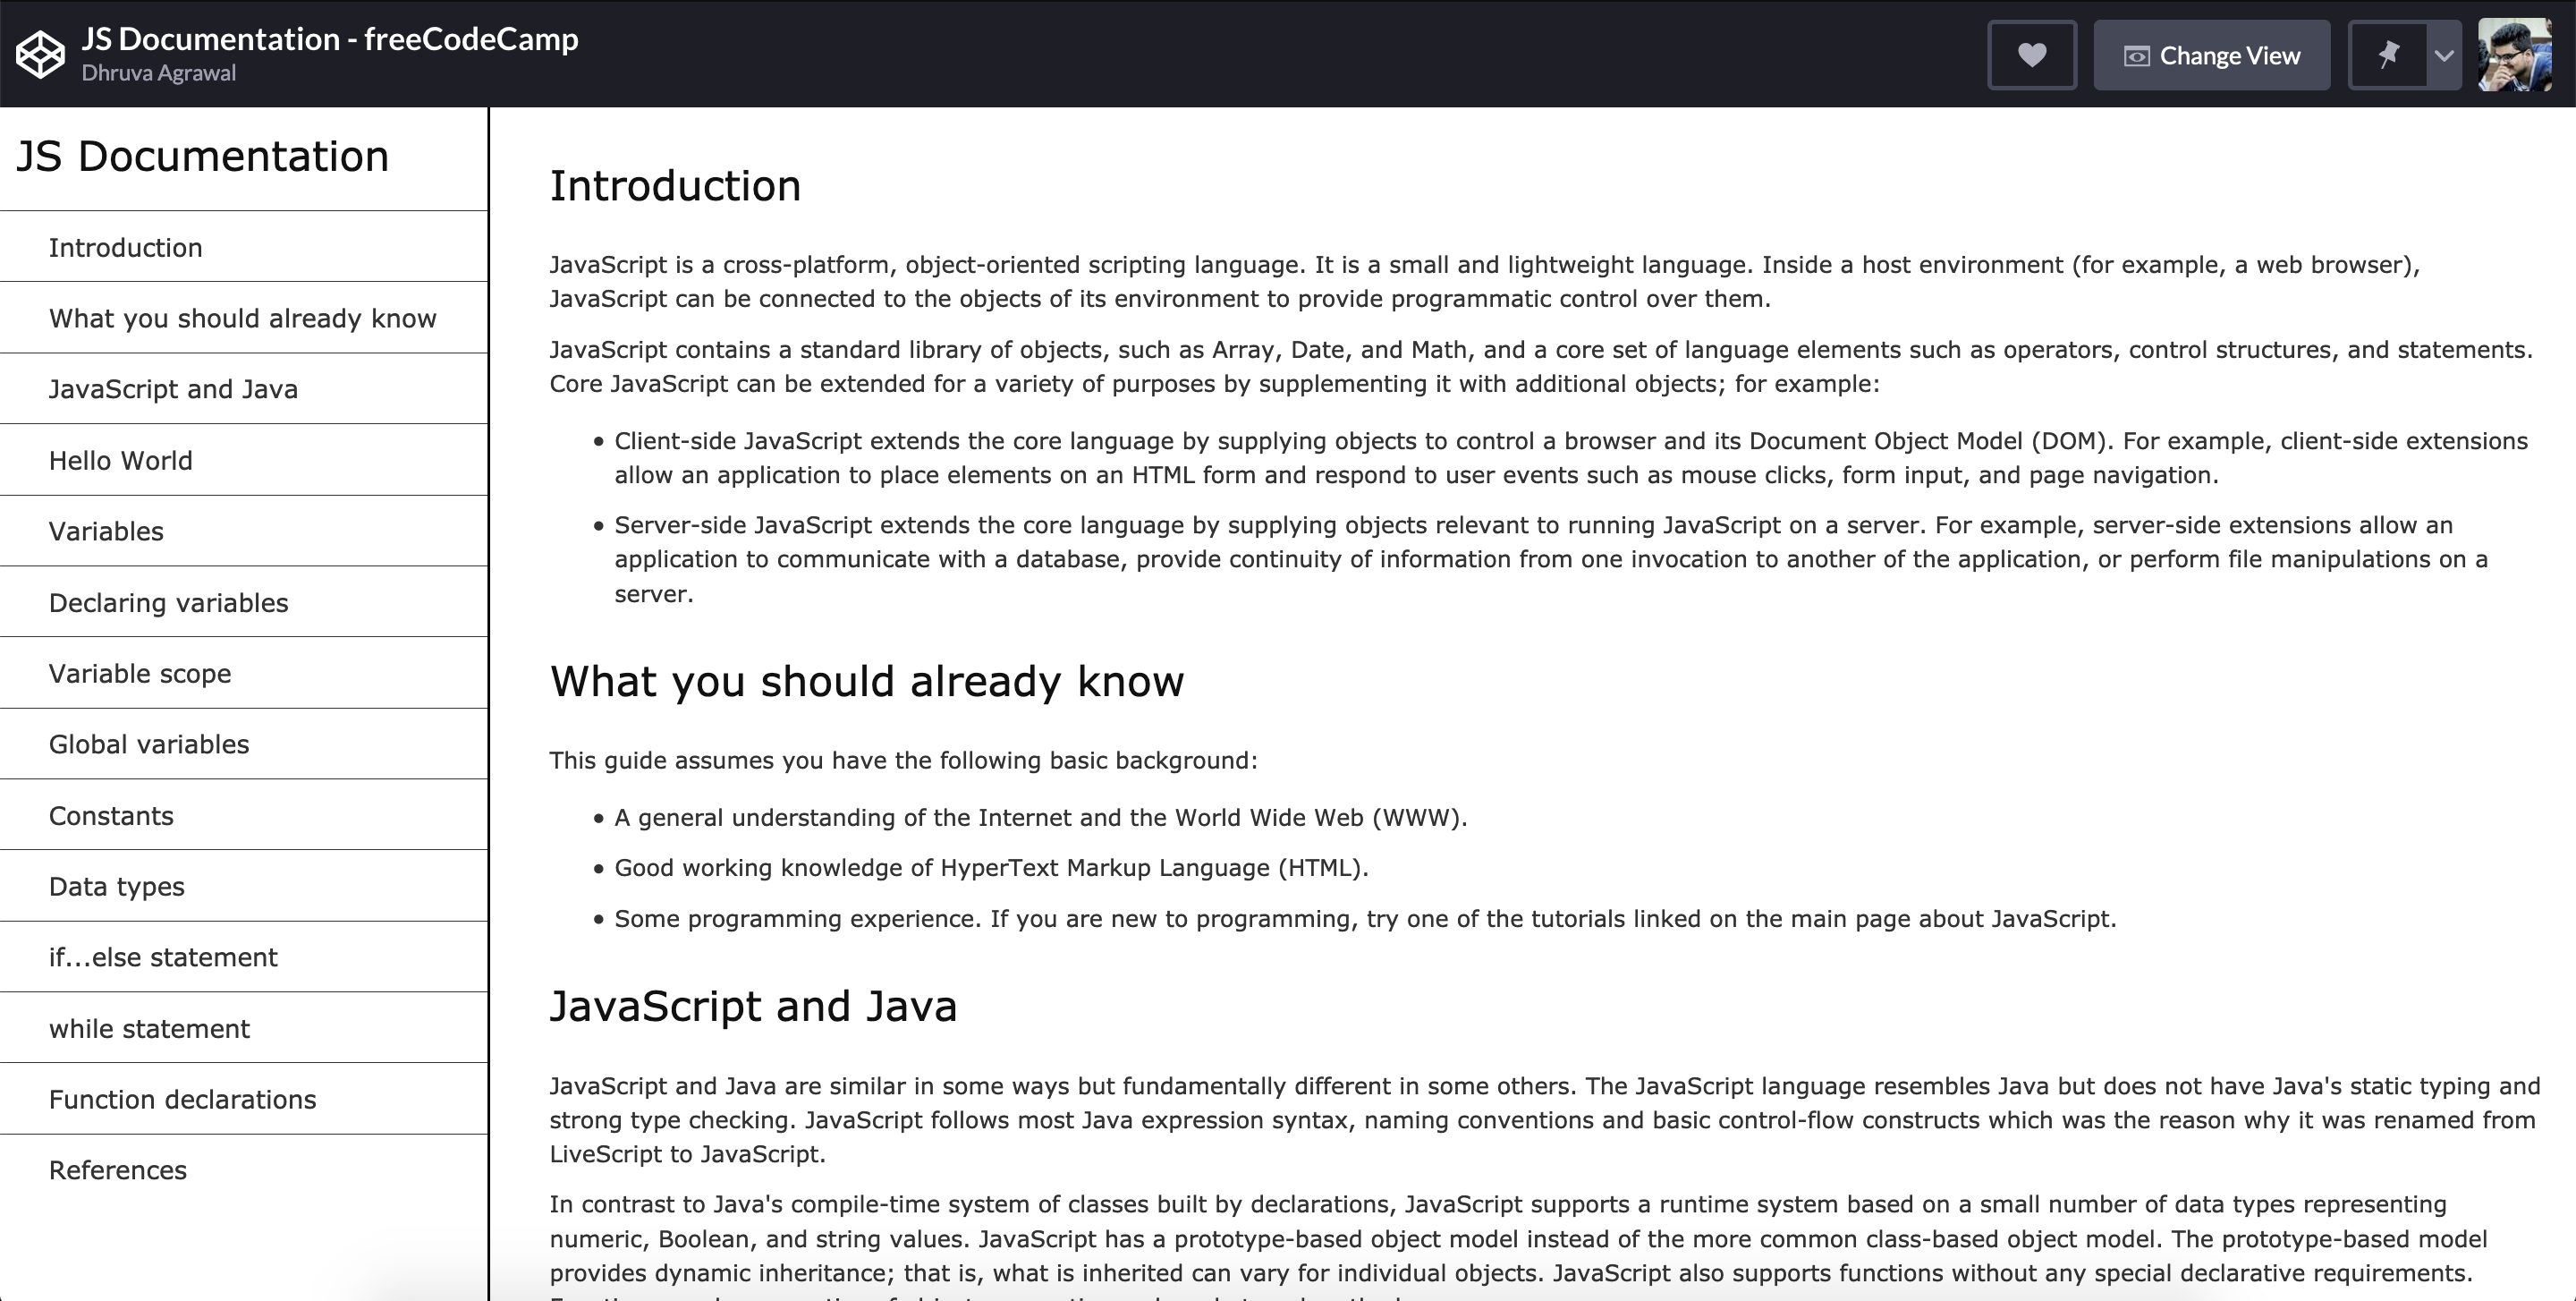 JS Documentation - freeCodeCamp
Dhruva Agrawal
Change View
JS Documentation
Introduction
What you should already know
JavaScript and Java
Hello World
Variables
Declaring variables
Variable scope
Global variables
Constants
Data types
if...else statement
while statement
Function declarations
References
Introduction
JavaScript is a cross-platform, object-oriented scripting language. It is a small and lightweight language. Inside a host environment (for example, a web browser),
JavaScript can be connected to the objects of its environment to provide programmatic control over them.
JavaScript contains a standard library of objects, such as Array, Date, and Math, and a core set of language elements such as operators, control structures, and statements.
Core JavaScript can be extended for a variety of purposes by supplementing it with additional objects; for example:
• Client-side JavaScript extends the core language by supplying objects to control a browser and its Document Object Model (DOM). For example, client-side extensions
allow an application to place elements on an HTML form and respond to user events such as mouse clicks, form input, and page navigation.
• Server-side JavaScript extends the core language by supplying objects relevant to running JavaScript on a server. For example, server-side extensions allow an
application to communicate with a database, provide continuity of information from one invocation to another of the application, or perform file manipulations on a
server.
What you should already know
This guide assumes you have the following basic background:
• A general understanding of the Internet and the World Wide Web (WWW).
• Good working knowledge of HyperText Markup Language (HTML).
• Some programming experience. If you are new to programming, try one of the tutorials linked on the main page about JavaScript.
JavaScript and Java
JavaScript and Java are similar in some ways but fundamentally different in some others. The JavaScript language resembles Java but does not have Java's static typing and
strong type checking. JavaScript follows most Java expression syntax, naming conventions and basic control-flow constructs which was the reason why it was renamed from
LiveScript to JavaScript.
In contrast to Java's compile-time system of classes built by declarations, JavaScript supports a runtime system based on a small number of data types representing
numeric, Boolean, and string values. JavaScript has a prototype-based object model instead of the more common class-based object model. The prototype-based model
provides dynamic inheritance; that is, what is inherited can vary for individual objects. JavaScript also supports functions without any special declarative requirements.